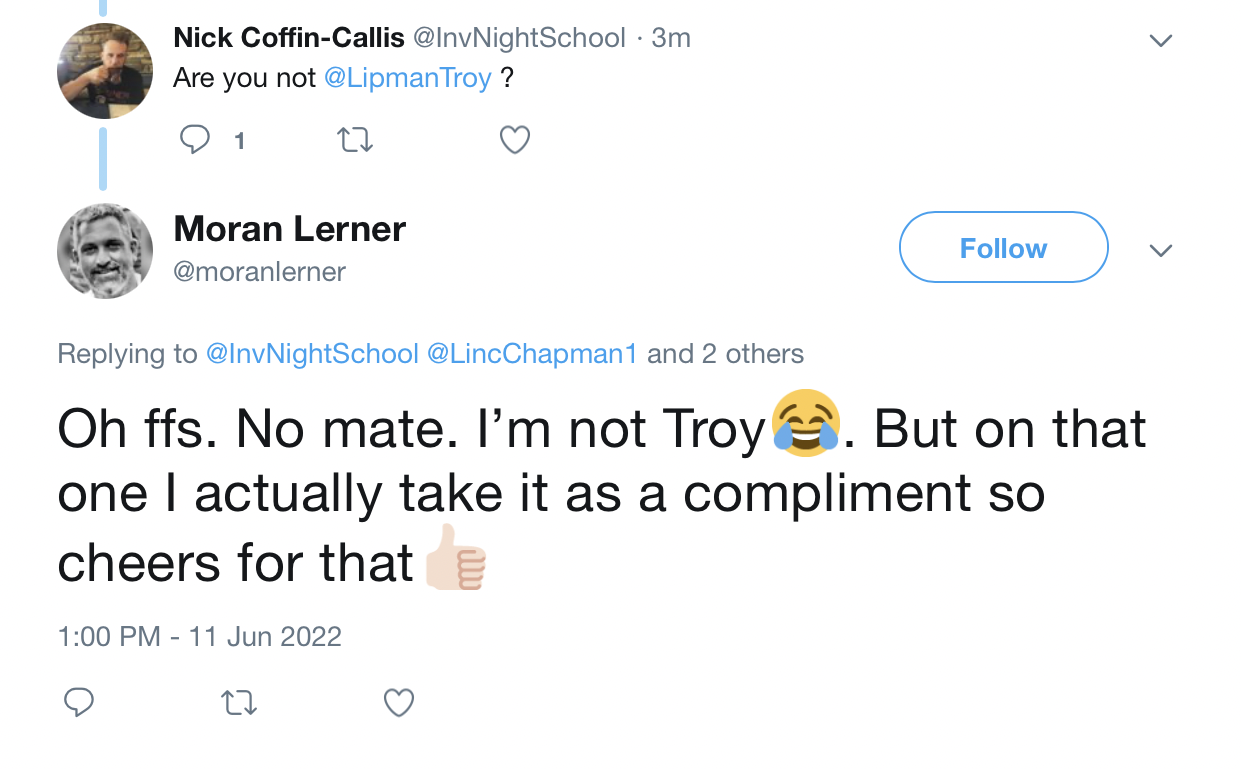 Nick Coffin-Callis @InvNightSchool · 3m
Are you not @LipmanTroy ?
1
Moran Lerner
@moranlerner
Follow
Replying to @InvNightSchool @LincChapman1 and 2 others
Oh ffs. No mate. I’m not Troy😂. But on that
one I actually take it as a compliment so
cheers for that👍🏻
1:00 PM - 11 Jun 2022